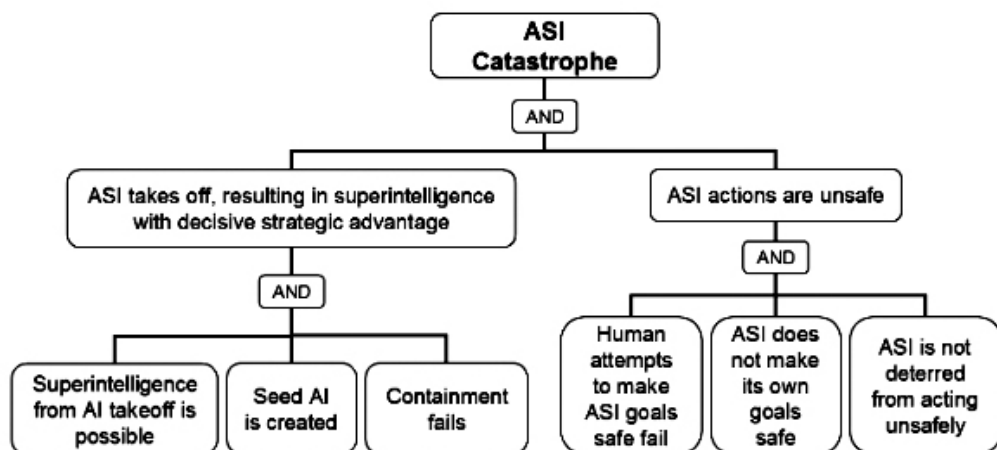 ASI
Catastrophe
AND
ASI takes off, resulting in superintelligence
with decisive strategic advantage
ASI actions are unsafe
AND
AND
Superintelligence
from AI takeoff is
possible
Seed AI
is created
Containment
fails
Human
attempts
to make
ASI goals
safe fail
ASI does
not make
its own
goals
safe
ASI is not
deterred
from acting
unsafely